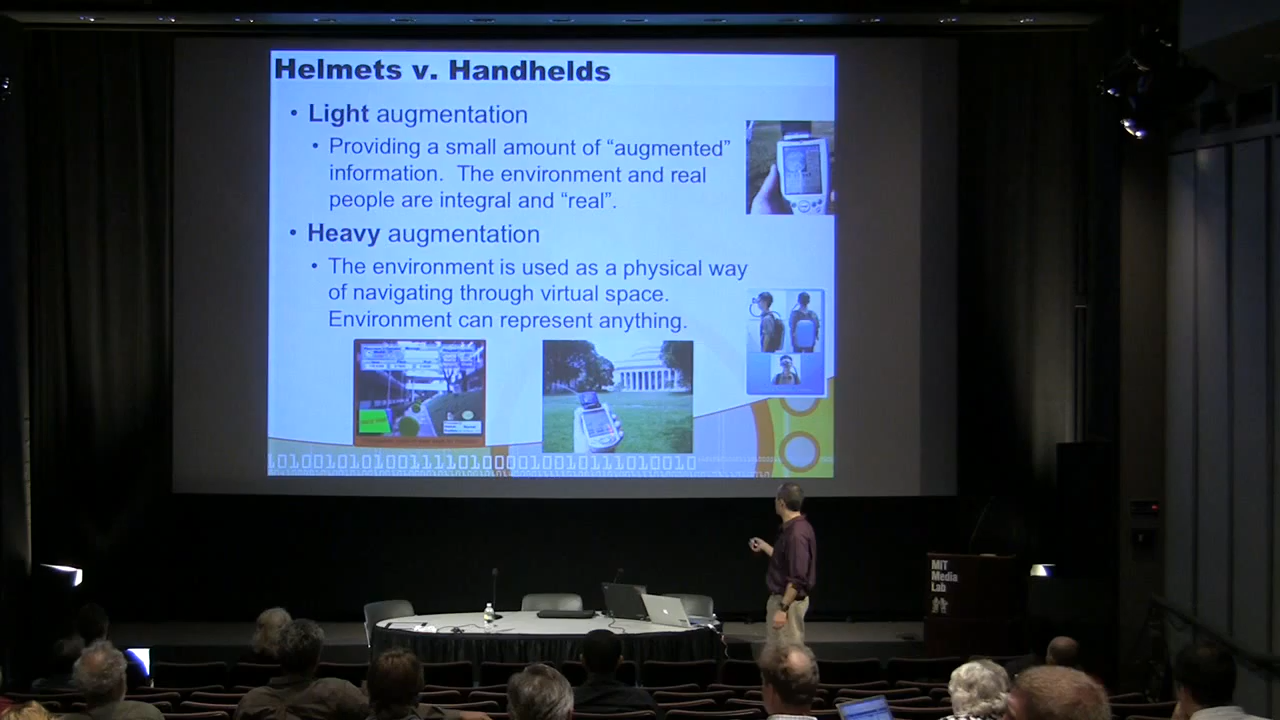 Helmets v. Handhelds
• Light augmentation
• Providing a small amount of “augmented”
information. The environment and real
people are integral and “real”.
• Heavy augmentation
• The environment is used as a physical way
of navigating through virtual space.
Environment can represent anything.
MIT
Media
Lab